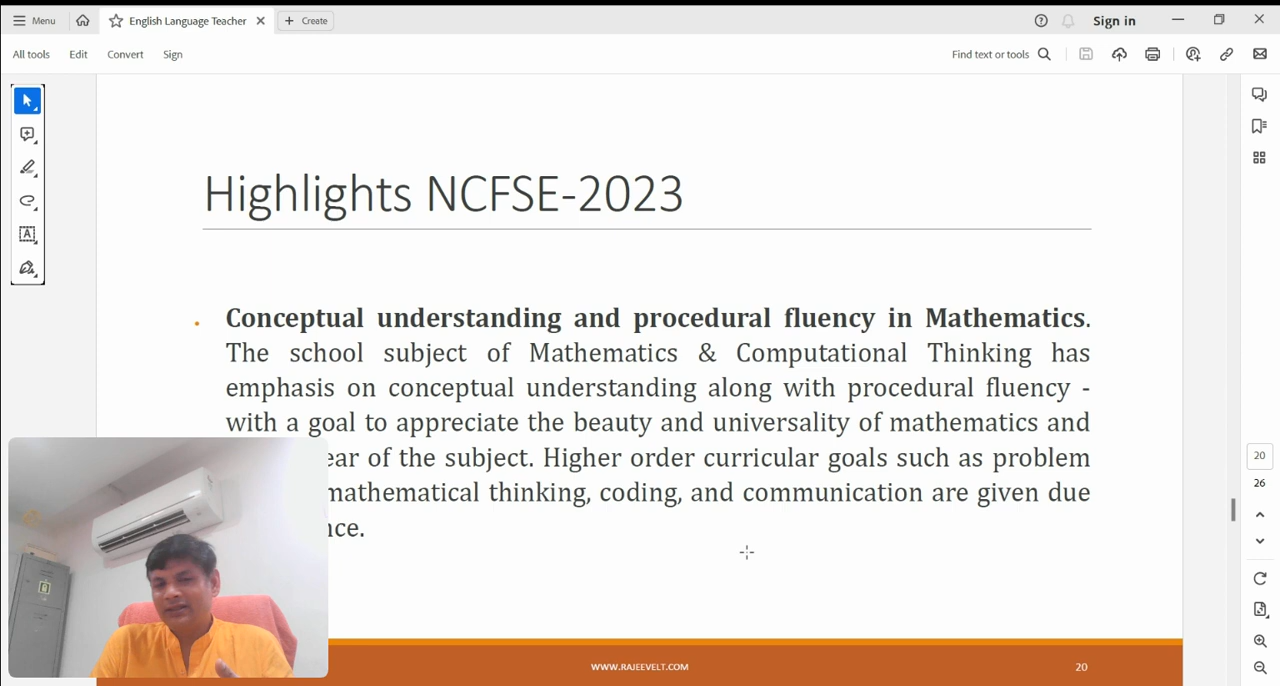 Menu
English Language Teacher
Create
Sign in
All tools
Edit
Convert
Sign
Find text or tools
Highlights NCFSE-2023
Conceptual understanding and procedural fluency in Mathematics.
The school subject of Mathematics & Computational Thinking has
emphasis on conceptual understanding along with procedural fluency -
with a goal to appreciate the beauty and universality of mathematics and
of the subject. Higher order curricular goals such as problem
mathematical thinking, coding, and communication are given due
20
26
WWW.RAJEEVELT.COM
20